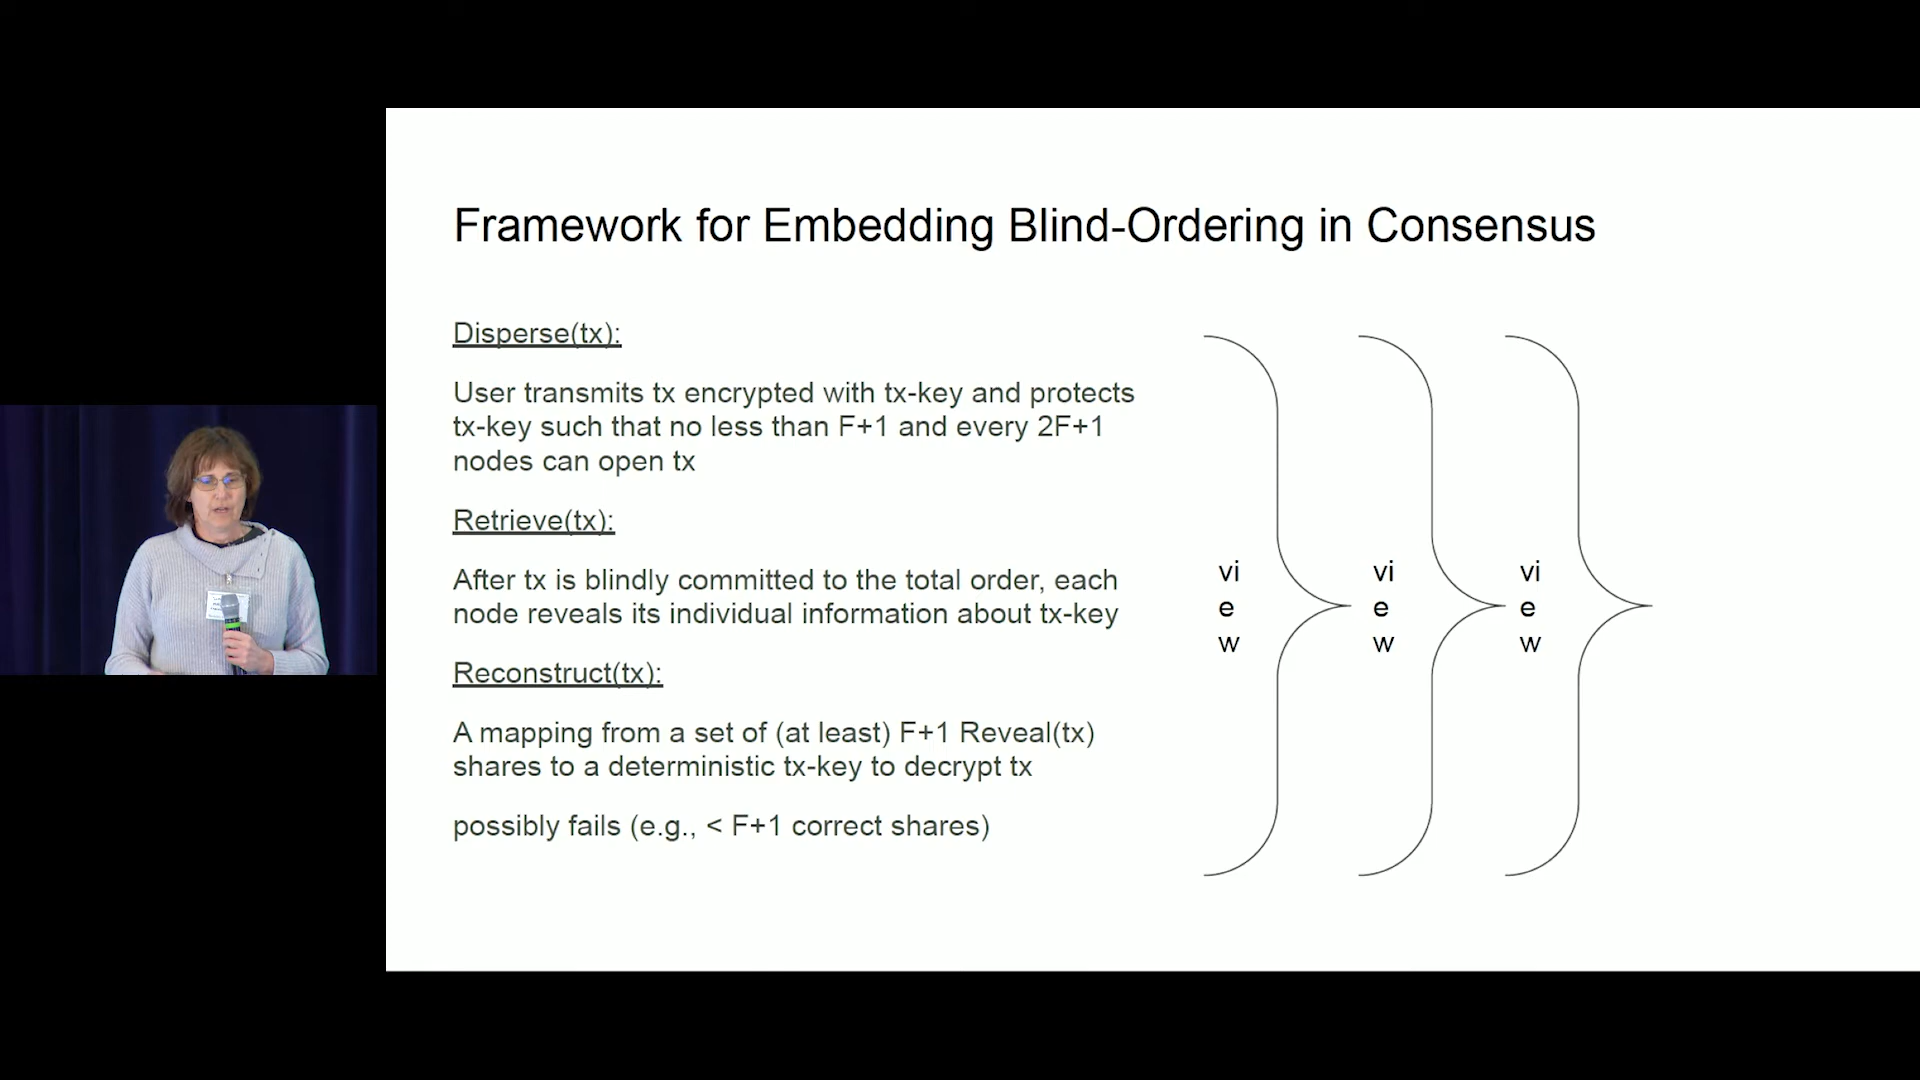 Framework for Embedding Blind-Ordering in Consensus
Disperse(tx):
User transmits tx encrypted with tx-key and protects
tx-key such that no less than F+1 and every 2F+1
nodes can open tx
Retrieve(tx):
After tx is blindly committed to the total order, each
node reveals its individual information about tx-key
Reconstruct(tx):
A mapping from a set of (at least) F+1 Reveal(tx)
shares to a deterministic tx-key to decrypt tx
possibly fails (e.g., < F+1 correct shares)
vi
e
w
vi
e
w
vi
e
w